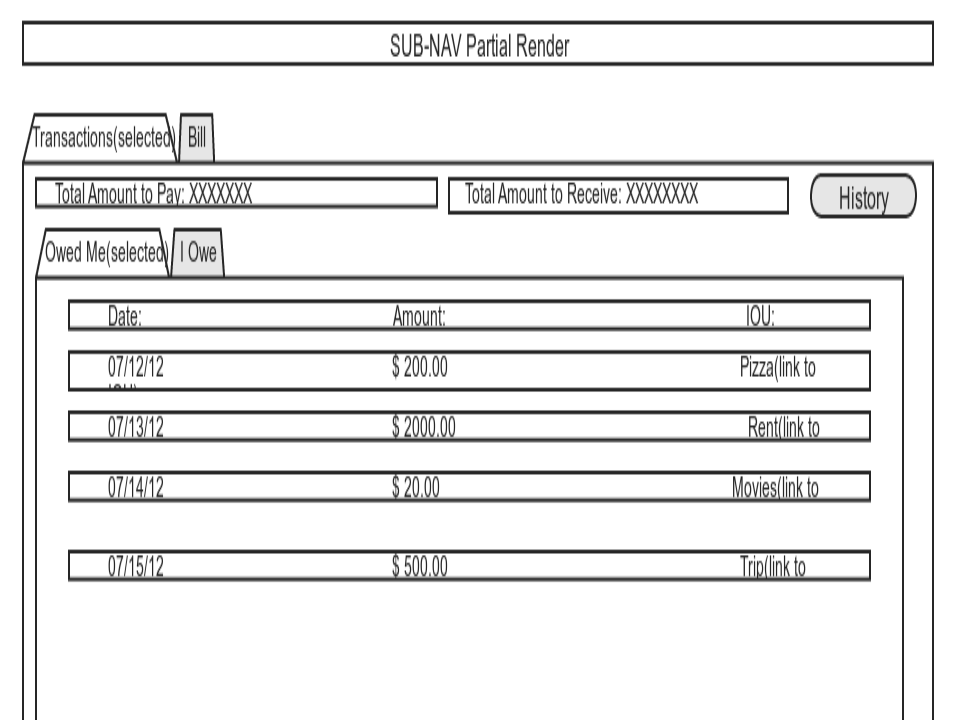 SUB-NAV Partial Render
Transactions(selected) Bill
Total Amount to Pay: XXXXXXX Total Amount to Receive: XXXXXXXX History
Owed Me(selected) I Owe
Date: Amount: IOU:
07/12/12 $ 200.00 Pizza(link to
07/13/12 $ 2000.00 Rent(link to
07/14/12 $ 20.00 Movies(link to
07/15/12 $ 500.00 Trip(link to